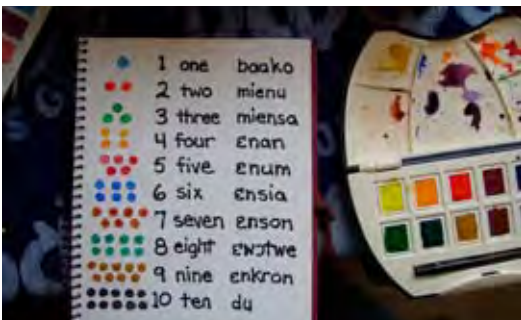 1 one baako
2 two mienu
3 three miensa
4 four enan
5 five enum
6 six ensia
7 seven enson
8 eight ɛwɔtwe
9 nine enkron
10 ten du